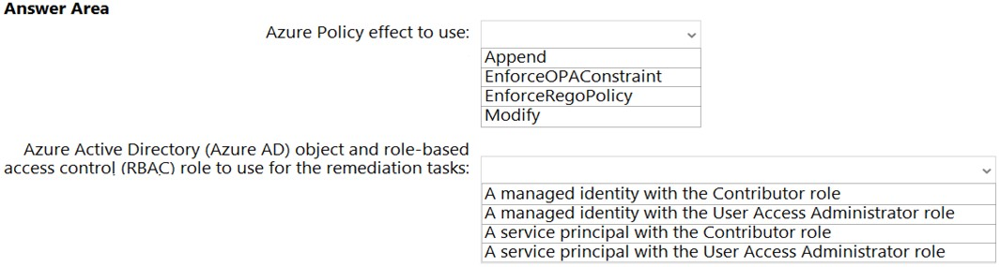 Answer Area
Azure Policy effect to use:
Append
EnforceOPAConstraint
EnforceRegoPolicy
Modify
Azure Active Directory (Azure AD) object and role-based
access control (RBAC) role to use for the remediation tasks:
A managed identity with the Contributor role
A managed identity with the User Access Administrator role
A service principal with the Contributor role
A service principal with the User Access Administrator role